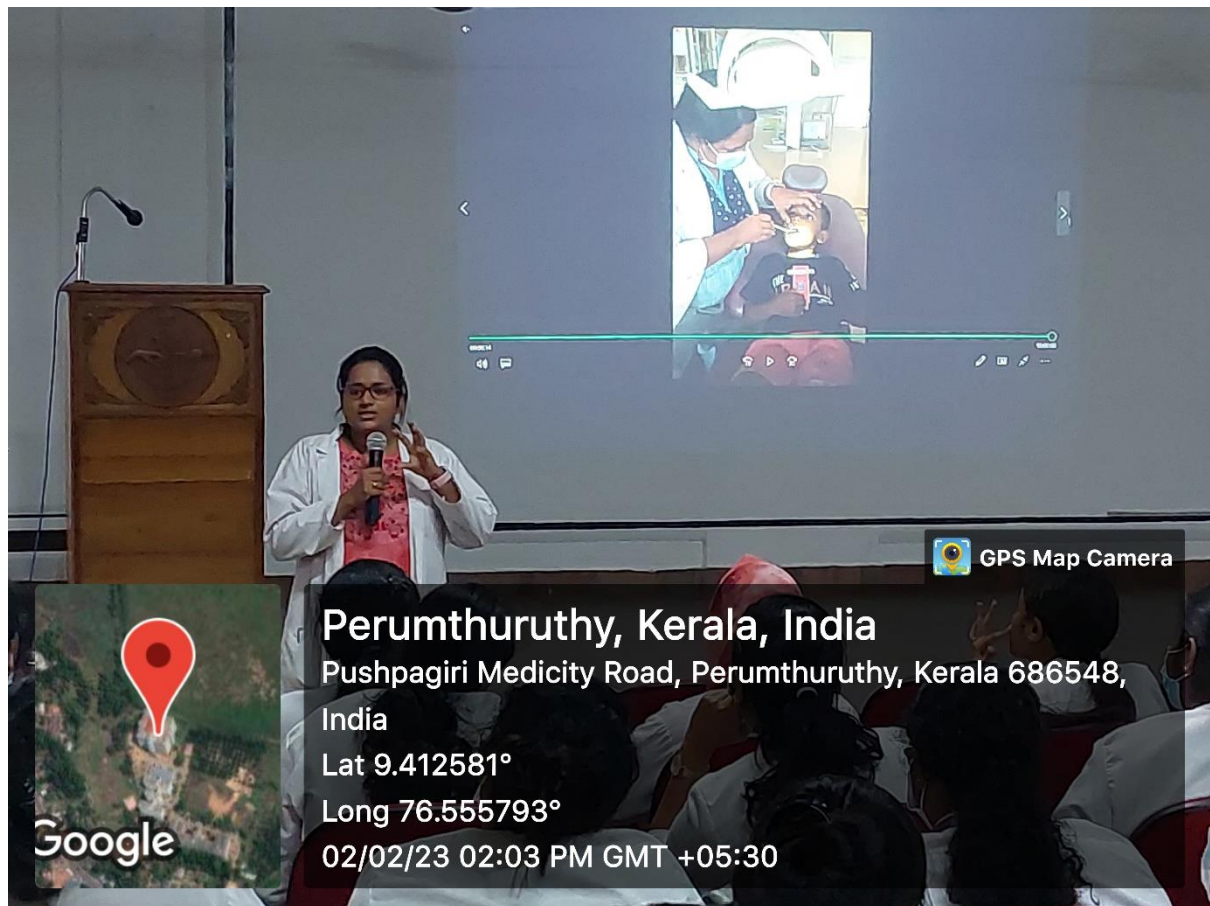 GPS Map Camera
Perumthuruthy, Kerala, India
Pushpagiri Medicity Road, Perumthuruthy, Kerala 686548,
India
Lat 9.412581°
Long 76.555793°
02/02/23 02:03 PM GMT +05:30
Google